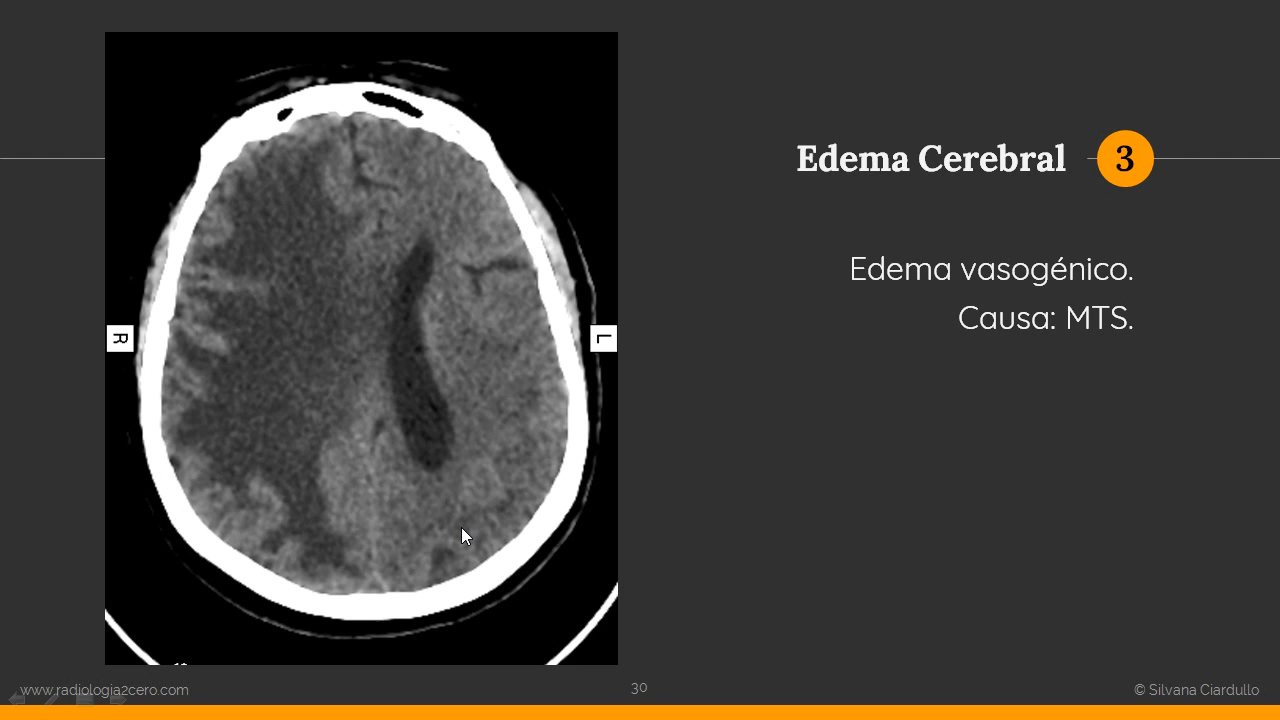 Edema Cerebral
3
Edema vasogénico.
Causa: MTS.
R
L
www.radiologia2cero.com
30
© Silvana Ciardullo